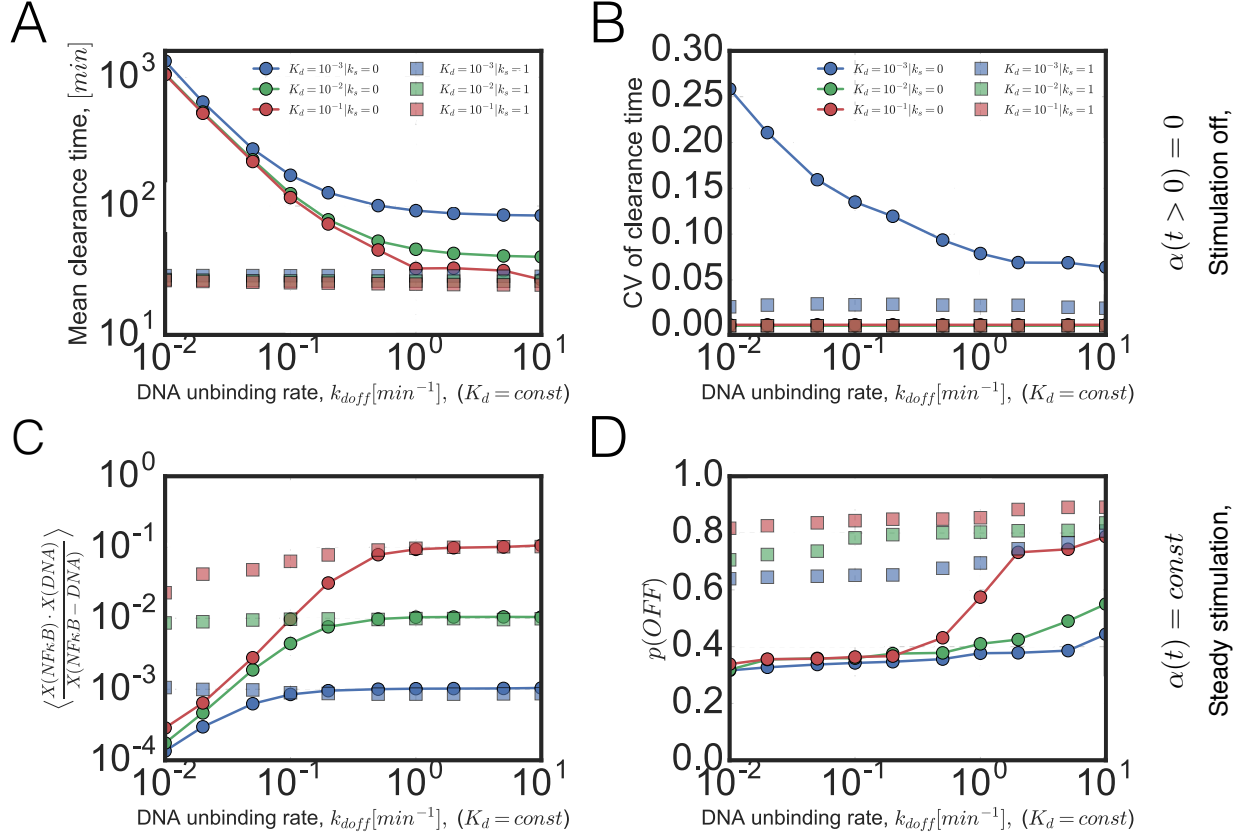 A
B
Mean clearance time, [min]
10³
10²
10¹
K_d = 10⁻³|k_s = 0
K_d = 10⁻²|k_s = 0
K_d = 10⁻¹|k_s = 0
K_d = 10⁻³|k_s = 1
K_d = 10⁻²|k_s = 1
K_d = 10⁻¹|k_s = 1
10⁻² 10⁻¹ 10⁰ 10¹
DNA unbinding rate, k_{doff}[min⁻¹], (K_d = const)
CV of clearance time
0.30
0.25
0.20
0.15
0.10
0.05
0.00
K_d = 10⁻³|k_s = 0
K_d = 10⁻²|k_s = 0
K_d = 10⁻¹|k_s = 0
K_d = 10⁻³|k_s = 1
K_d = 10⁻²|k_s = 1
K_d = 10⁻¹|k_s = 1
10⁻² 10⁻¹ 10⁰ 10¹
DNA unbinding rate, k_{doff}[min⁻¹], (K_d = const)
α(t > 0) = 0
Stimulation off,
C
D
⟨X(NFκB) · X(DNA)
X(NFκB − DNA)⟩
10⁰
10⁻¹
10⁻²
10⁻³
10⁻⁴
10⁻² 10⁻¹ 10⁰ 10¹
DNA unbinding rate, k_{doff}[min⁻¹], (K_d = const)
p(OFF)
1.0
0.8
0.6
0.4
0.2
0.0
10⁻² 10⁻¹ 10⁰ 10¹
DNA unbinding rate, k_{doff}[min⁻¹], (K_d = const)
α(t) = const
Steady stimulation,